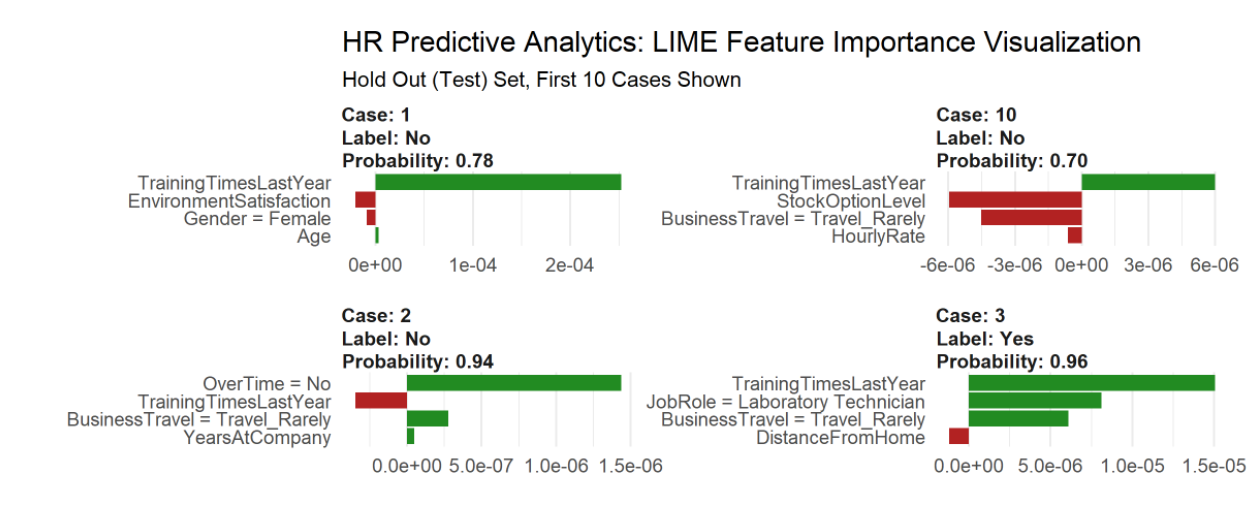 HR Predictive Analytics: LIME Feature Importance Visualization
Hold Out (Test) Set, First 10 Cases Shown
Case: 1
Label: No
Probability: 0.78
TrainingTimesLastYear
EnvironmentSatisfaction
Gender = Female
Age
0e+00 1e-04 2e-04
Case: 10
Label: No
Probability: 0.70
TrainingTimesLastYear
StockOptionLevel
BusinessTravel = Travel_Rarely
HourlyRate
-6e-06 -3e-06 0e+00 3e-06 6e-06
Case: 2
Label: No
Probability: 0.94
OverTime = No
TrainingTimesLastYear
BusinessTravel = Travel_Rarely
YearsAtCompany
0.0e+00 5.0e-07 1.0e-06 1.5e-06
Case: 3
Label: Yes
Probability: 0.96
TrainingTimesLastYear
JobRole = Laboratory Technician
BusinessTravel = Travel_Rarely
DistanceFromHome
0.0e+00 5.0e-06 1.0e-05 1.5e-05